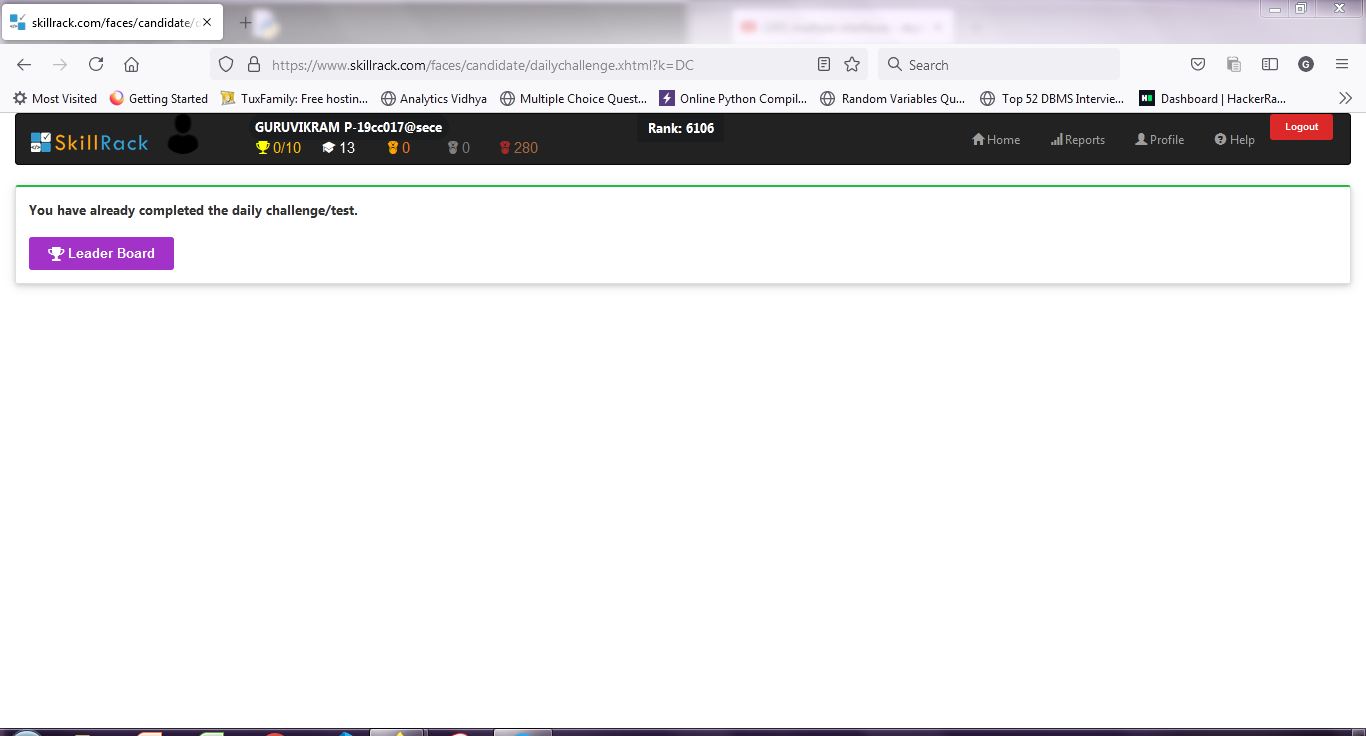 skillrack.com/faces/candidate/
https://www.skillrack.com/faces/candidate/dailychallenge.xhtml?k=DC
Search
G
Most Visited
Getting Started
TuxFamily: Free hostin...
Analytics Vidhya
Multiple Choice Quest...
Online Python Compil...
Random Variables Qu...
Top 52 DBMS Intervie...
Dashboard | HackerRa...
SkillRack
GURUVIKRAM P-19cc017@sece
0/10 13 0 0 280
Rank: 6106
Home
Reports
Profile
Help
Logout
You have already completed the daily challenge/test.
Leader Board